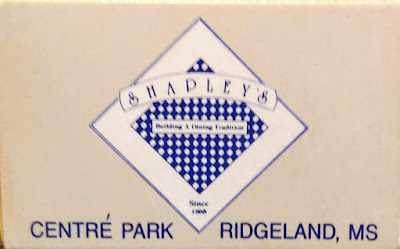 SHADLEY'S
Building A Dining Tradition
Since
1968
CENTRÉ PARK RIDGELAND, MS